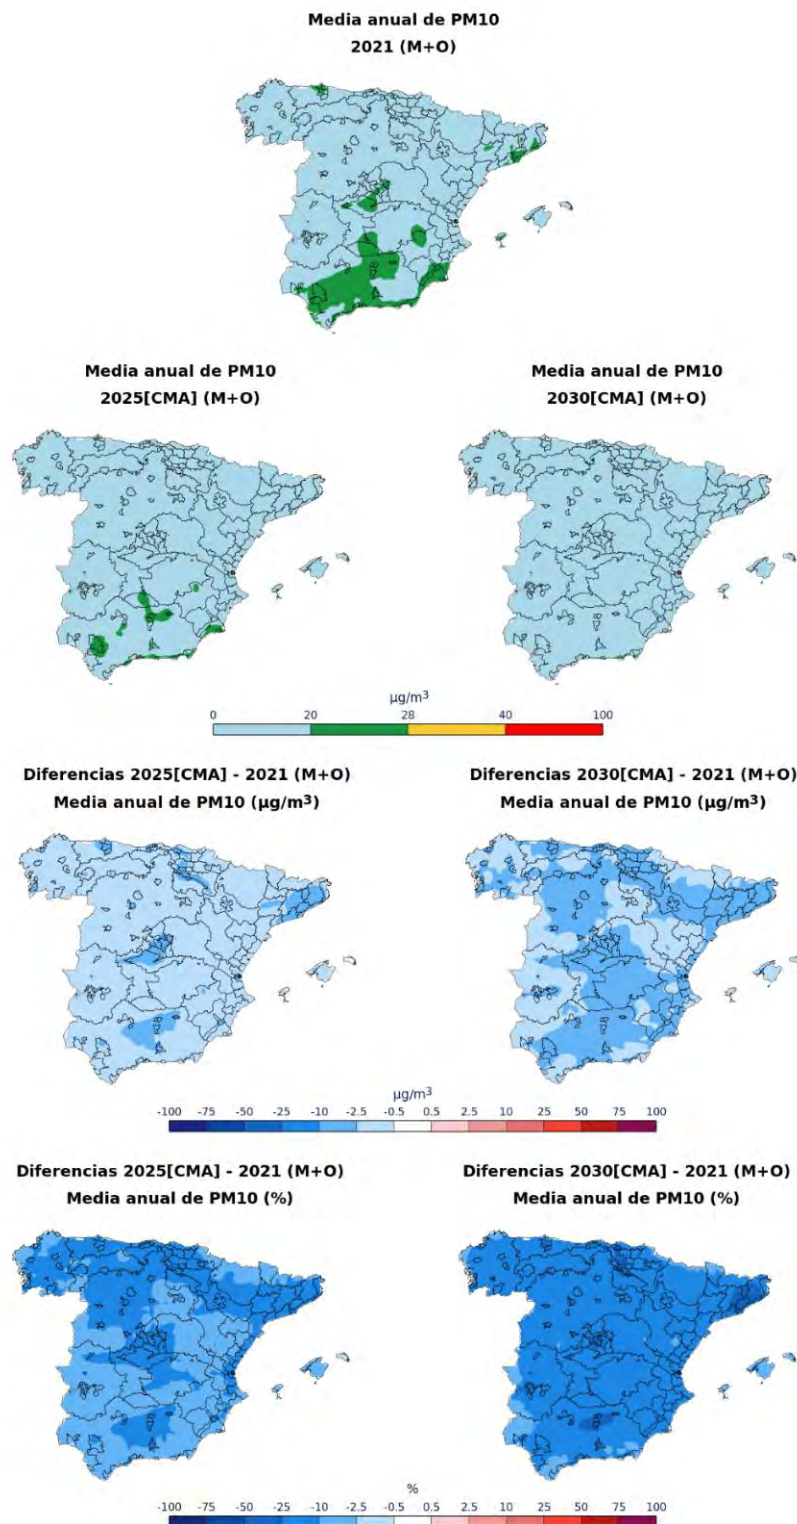 Media anual de PM10
2021 (M+O)
Media anual de PM10
2025[CMA] (M+O)
Media anual de PM10
2030[CMA] (M+O)
µg/m³
0 20 28 40 100
Diferencias 2025[CMA] - 2021 (M+O)
Media anual de PM10 (µg/m³)
Diferencias 2030[CMA] - 2021 (M+O)
Media anual de PM10 (µg/m³)
µg/m³
-100 -75 -50 -25 -10 -2.5 -0.5 0.5 2.5 10 25 50 75 100
Diferencias 2025[CMA] - 2021 (M+O)
Media anual de PM10 (%)
Diferencias 2030[CMA] - 2021 (M+O)
Media anual de PM10 (%)
%
-100 -75 -50 -25 -10 -2.5 -0.5 0.5 2.5 10 25 50 75 100